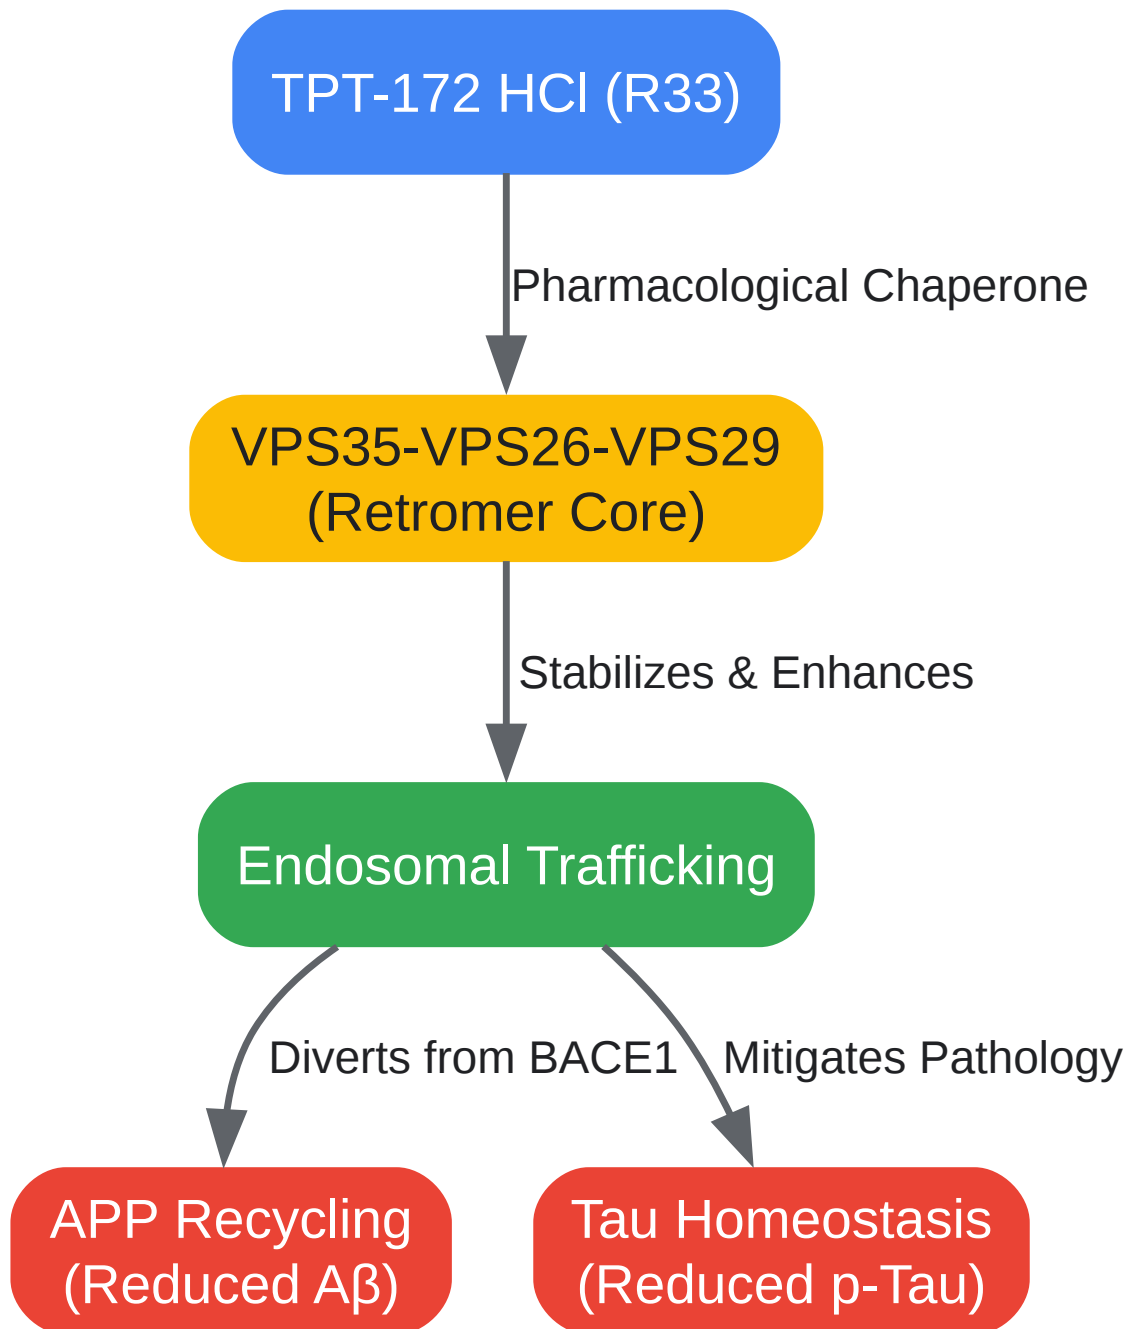 TPT-172 HCl (R33)
Pharmacological Chaperone
VPS35-VPS26-VPS29
(Retromer Core)
Stabilizes & Enhances
Endosomal Trafficking
Diverts from BACE1
Mitigates Pathology
APP Recycling
(Reduced Aβ)
Tau Homeostasis
(Reduced p-Tau)